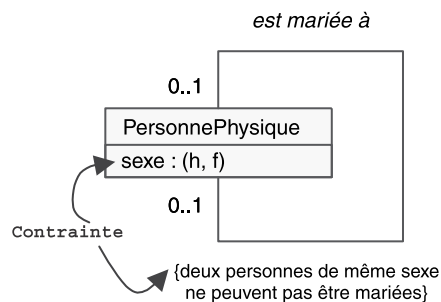 est mariée à
0..1
PersonnePhysique
sexe : (h, f)
0..1
Contrainte
{deux personnes de même sexe
ne peuvent pas être mariées}